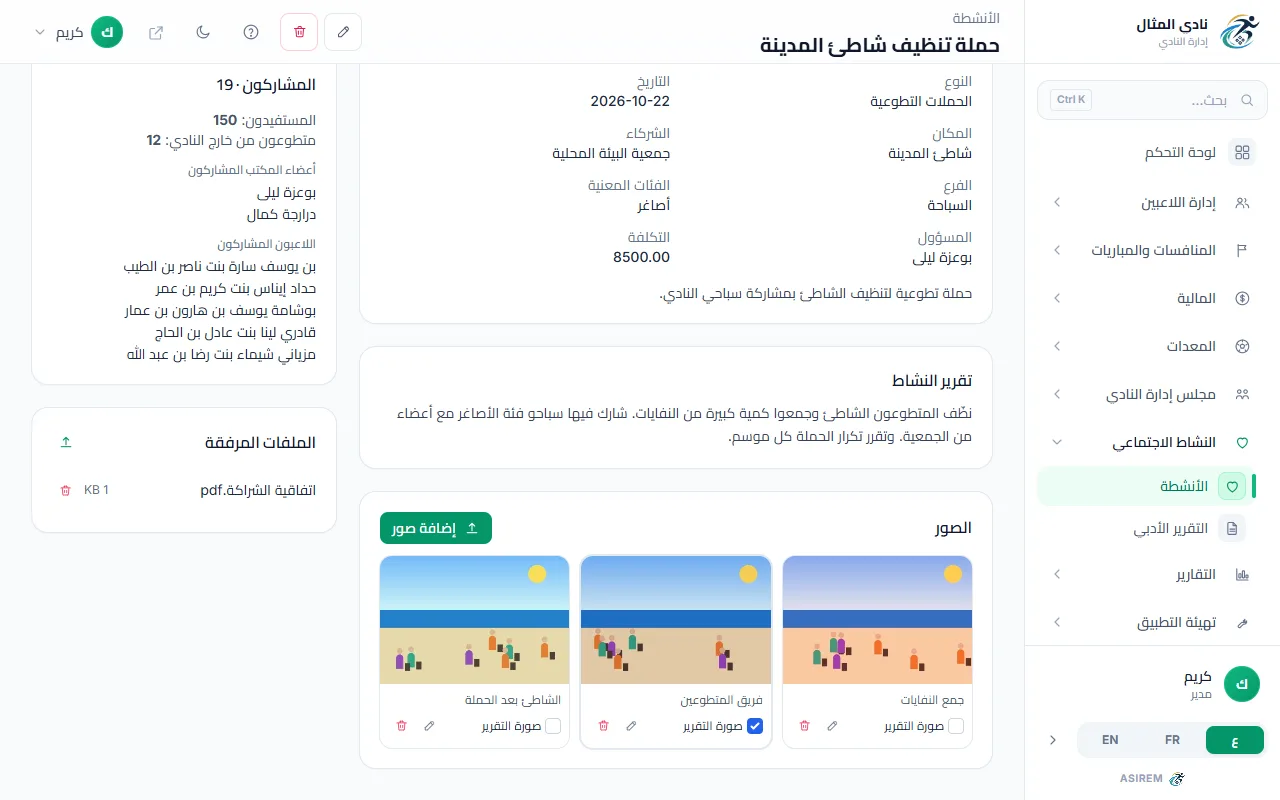 نادي المثال
إدارة النادي
بحث...
Ctrl K
لوحة التحكم
إدارة اللاعبين
المنافسات والمباريات
المالية
المعدات
مجلس إدارة النادي
النشاط الاجتماعي
الأنشطة
التقرير الأدبي
التقارير
تهيئة التطبيق
ك
كريم
مدير
ع
FR
EN
ASIREM
الأنشطة
حملة تنظيف شاطئ المدينة
ك
كريم
النوع
الحملات التطوعية
التاريخ
2026-10-22
المكان
شاطئ المدينة
الشركاء
جمعية البيئة المحلية
الفرع
السباحة
الفئات المعنية
أصاغر
المسؤول
بوعزة ليلى
التكلفة
8500.00
حملة تطوعية لتنظيف الشاطئ بمشاركة سباحي النادي.
تقرير النشاط
نظّف المتطوعون الشاطئ وجمعوا كمية كبيرة من النفايات. شارك فيها سباحو فئة الأصاغر مع أعضاء
من الجمعية. وتقرر تكرار الحملة كل موسم.
الصور
إضافة صور
جمع النفايات
صورة التقرير
فريق المتطوعين
صورة التقرير
الشاطئ بعد الحملة
صورة التقرير
المشاركون · 19
المستفيدون: 150
متطوعون من خارج النادي: 12
أعضاء المكتب المشاركون
بوعزة ليلى
درارجة كمال
اللاعبون المشاركون
بن يوسف سارة بنت ناصر بن الطيب
حداد إيناس بنت كريم بن عمر
بوشامة يوسف بن هارون بن عمار
قادري لينا بنت عادل بن الحاج
مزياني شيماء بنت رضا بن عبد الله
الملفات المرفقة
اتفاقية الشراكة.pdf
1 KB